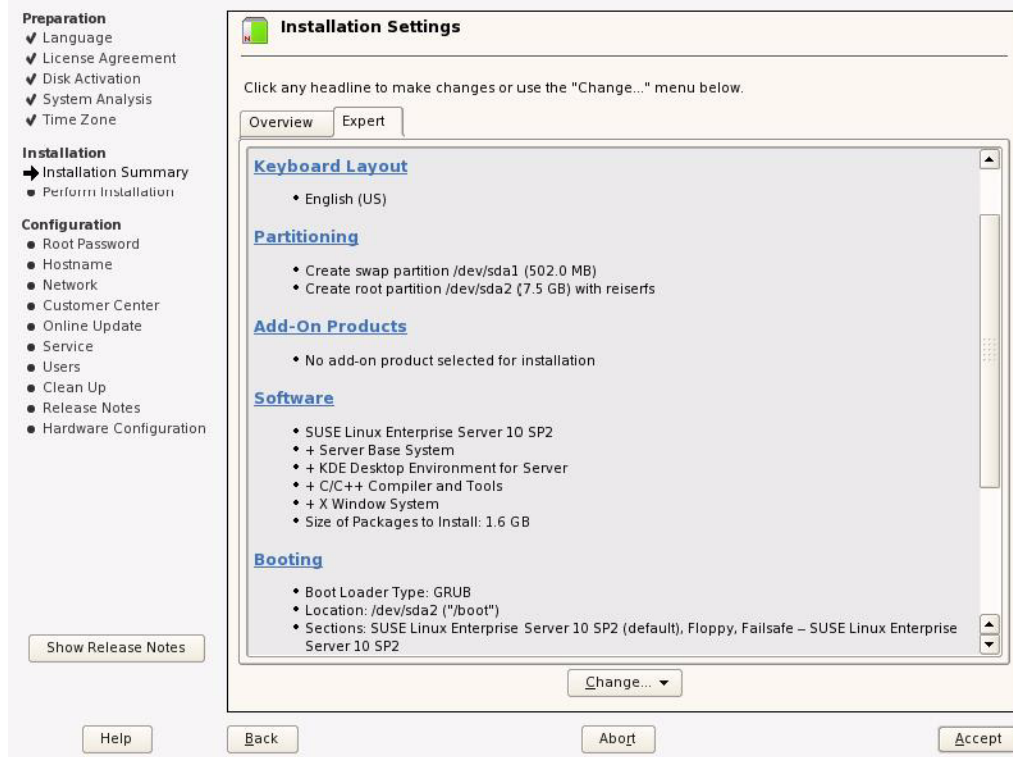 Preparation
Language
License Agreement
Disk Activation
System Analysis
Time Zone
Installation
Installation Summary
Perform Installation
Configuration
Root Password
Hostname
Network
Customer Center
Online Update
Service
Users
Clean Up
Release Notes
Hardware Configuration
Show Release Notes
Help
Installation Settings
Click any headline to make changes or use the "Change..." menu below.
Overview
Expert
Keyboard Layout
• English (US)
Partitioning
• Create swap partition /dev/sda1 (502.0 MB)
• Create root partition /dev/sda2 (7.5 GB) with reiserfs
Add-On Products
• No add-on product selected for installation
Software
• SUSE Linux Enterprise Server 10 SP2
• + Server Base System
• + KDE Desktop Environment for Server
• + C/C++ Compiler and Tools
• + X Window System
• Size of Packages to Install: 1.6 GB
Booting
• Boot Loader Type: GRUB
• Location: /dev/sda2 ("/boot")
• Sections: SUSE Linux Enterprise Server 10 SP2 (default), Floppy, Failsafe – SUSE Linux Enterprise
Server 10 SP2
Change...
Back
Abort
Accept